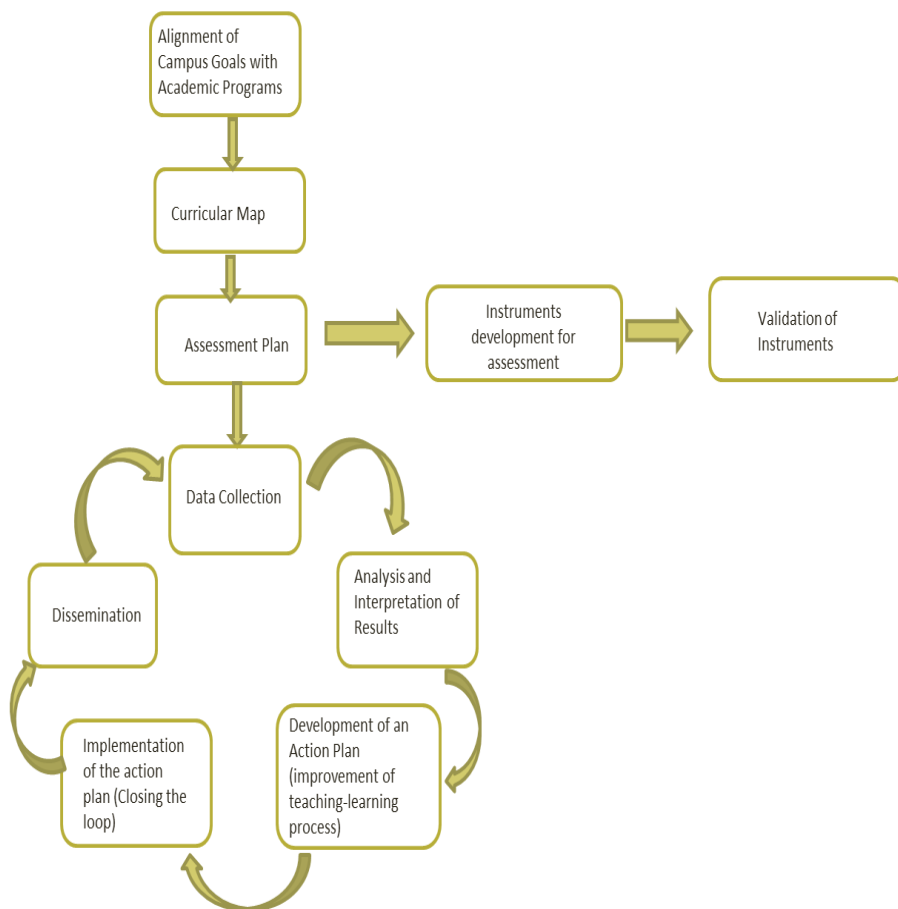 Alignment of
Campus Goals with
Academic Programs
Curricular Map
Assessment Plan
Instruments
development for
assessment
Validation of
Instruments
Data Collection
Analysis and
Interpretation of
Results
Development of an
Action Plan
(improvement of
teaching-learning
process)
Implementation
of the action
plan (Closing the
loop)
Dissemination